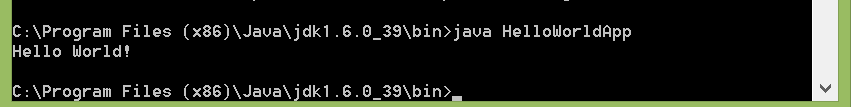 C:\Program Files (x86)\Java\jdk1.6.0_39\bin>java HelloWorldApp
Hello World!
C:\Program Files (x86)\Java\jdk1.6.0_39\bin>_